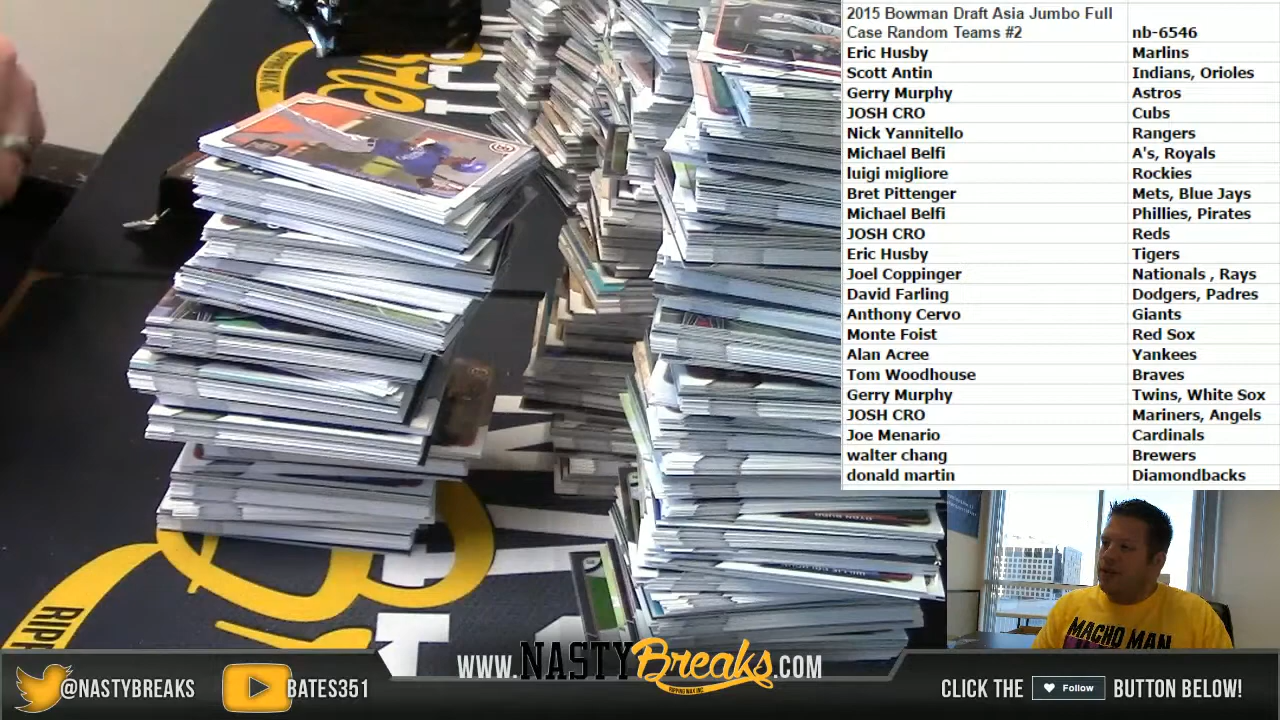 2015 Bowman Draft Asia Jumbo Full
Case Random Teams #2 nb-6546
Eric Husby Marlins
Scott Antin Indians, Orioles
Gerry Murphy Astros
JOSH CRO Cubs
Nick Yannitello Rangers
Michael Belfi A's, Royals
luigi migliore Rockies
Bret Pittenger Mets, Blue Jays
Michael Belfi Phillies, Pirates
JOSH CRO Reds
Eric Husby Tigers
Joel Coppinger Nationals , Rays
David Farling Dodgers, Padres
Anthony Cervo Giants
Monte Foist Red Sox
Alan Acree Yankees
Tom Woodhouse Braves
Gerry Murphy Twins, White Sox
JOSH CRO Mariners, Angels
Joe Menario Cardinals
walter chang Brewers
donald martin Diamondbacks
MACHO MAN
@NASTYBREAKS
BATES351
WWW.NASTYBreaks.COM
RIPPING WAX INC
CLICK THE Follow BUTTON BELOW!